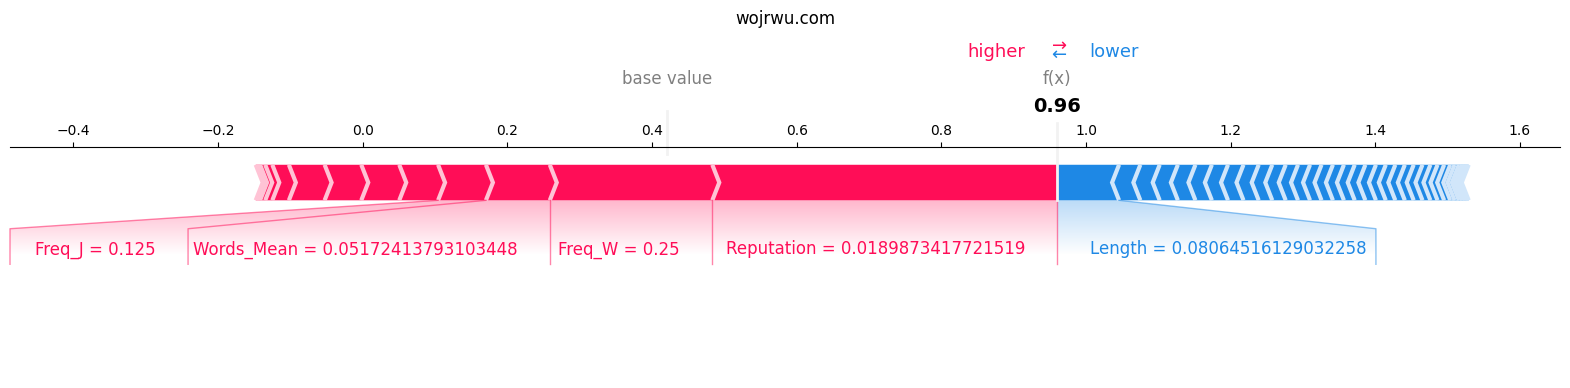 wojrwu.com
higher ⇄ lower
base value f(x)
0.96
−0.4 −0.2 0.0 0.2 0.4 0.6 0.8 1.0 1.2 1.4 1.6
Freq_J = 0.125 Words_Mean = 0.05172413793103448 Freq_W = 0.25 Reputation = 0.0189873417721519 Length = 0.08064516129032258